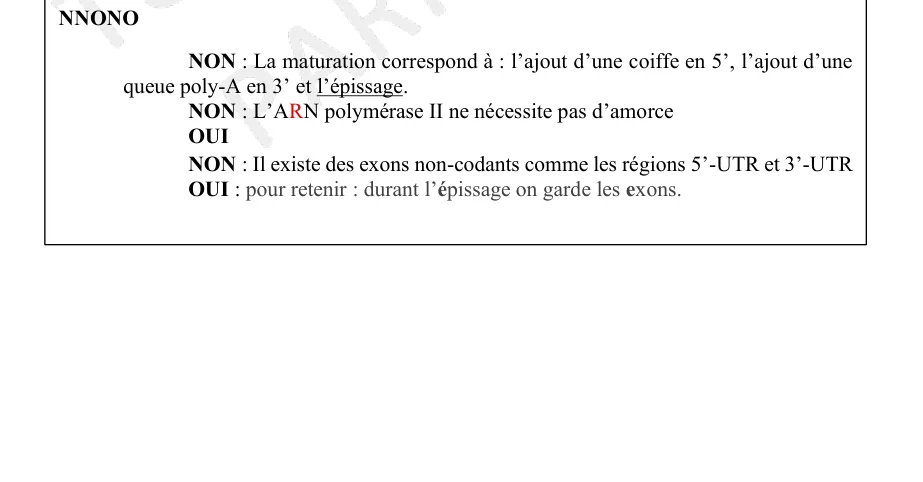 NNONO
NON : La maturation correspond à : l’ajout d’une coiffe en 5’, l’ajout d’une
queue poly-A en 3’ et l’épissage.
NON : L’ARN polymérase II ne nécessite pas d’amorce
OUI
NON : Il existe des exons non-codants comme les régions 5’-UTR et 3’-UTR
OUI : pour retenir : durant l’épissage on garde les exons.